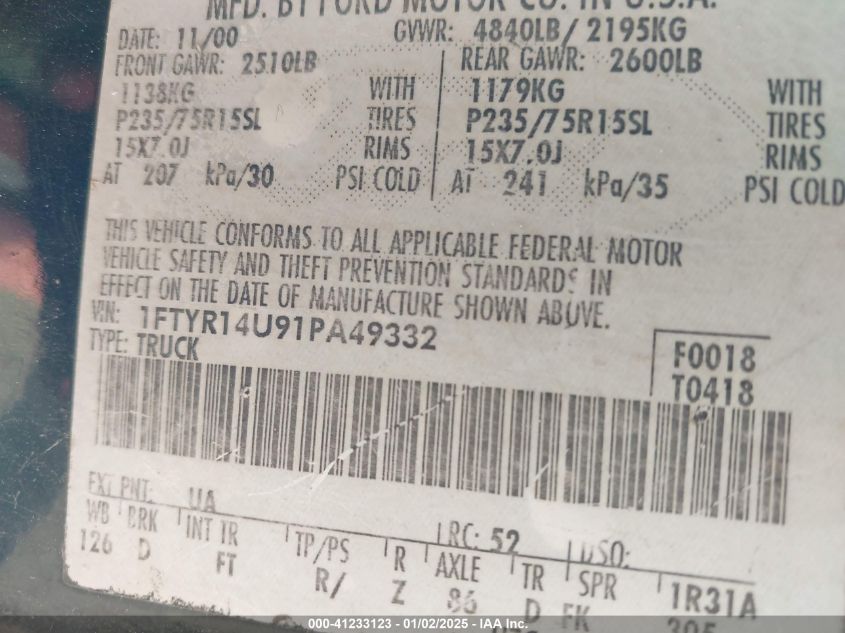 MFD. BY FORD MOTOR CO. IN U.S.A.
DATE: 11/00 GVWR: 4840LB/ 2195KG
FRONT GAWR: 2510LB REAR GAWR: 2600LB
1138KG WITH 1179KG WITH
P235/75R15SL TIRES P235/75R15SL TIRES
15X7.0J RIMS 15X7.0J RIMS
AT 207 kPa/30 PSI COLD AT 241 kPa/35 PSI COLD
THIS VEHICLE CONFORMS TO ALL APPLICABLE FEDERAL MOTOR
VEHICLE SAFETY AND THEFT PREVENTION STANDARDS IN
EFFECT ON THE DATE OF MANUFACTURE SHOWN ABOVE.
VIN: 1FTYR14U91PA49332
TYPE: TRUCK
F0018
T0418
EXT PNT: UA RC: 52 DSO:
WB BRK INT TR TP/PS R AXLE TR SPR 1R31A
126 D FT R/ Z 86 D FK
000-41233123 - 01/02/2025 - IAA Inc.